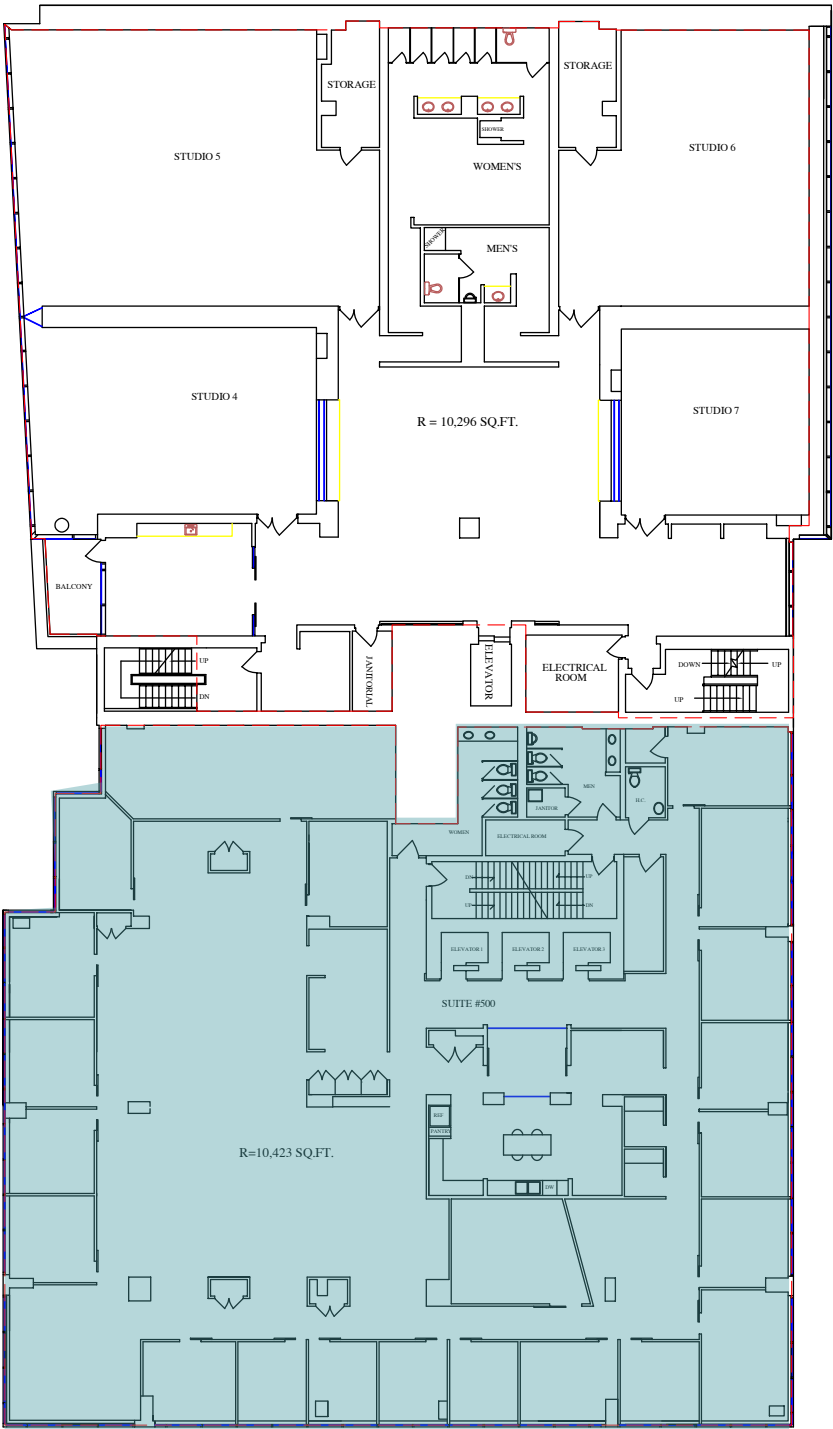 STORAGE
STORAGE
SHOWER
STUDIO 5
STUDIO 6
WOMEN'S
SHOWER
MEN'S
STUDIO 4
STUDIO 7
R = 10,296 SQ.FT.
BALCONY
UP
DN
JANITORIAL
ELEVATOR
ELECTRICAL
ROOM
DOWN
UP
UP
MEN
H.C.
JANITOR
WOMEN
ELECTRICAL ROOM
DN
UP
UP
DN
ELEVATOR 1
ELEVATOR 2
ELEVATOR 3
SUITE #500
REF
PANTRY
R=10,423 SQ.FT.
DW